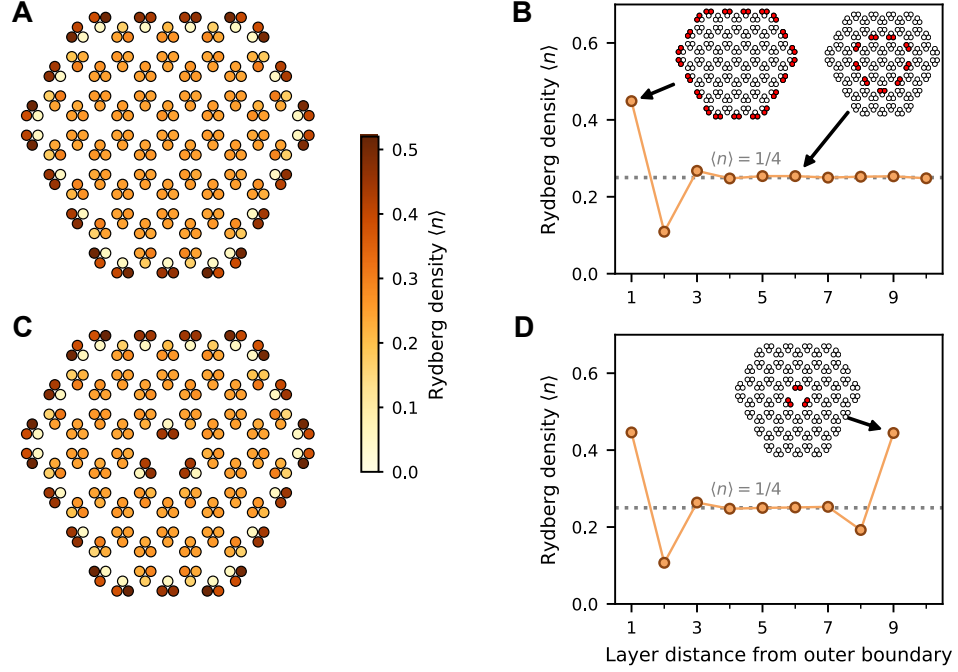 A
0.5
0.4
0.3
0.2
0.1
0.0
Rydberg density ⟨n⟩
C
B
Rydberg density ⟨n⟩
0.6
0.4
0.2
0.0
⟨n⟩ = 1/4
1
3
5
7
9
D
Rydberg density ⟨n⟩
0.6
0.4
0.2
0.0
⟨n⟩ = 1/4
1
3
5
7
9
Layer distance from outer boundary